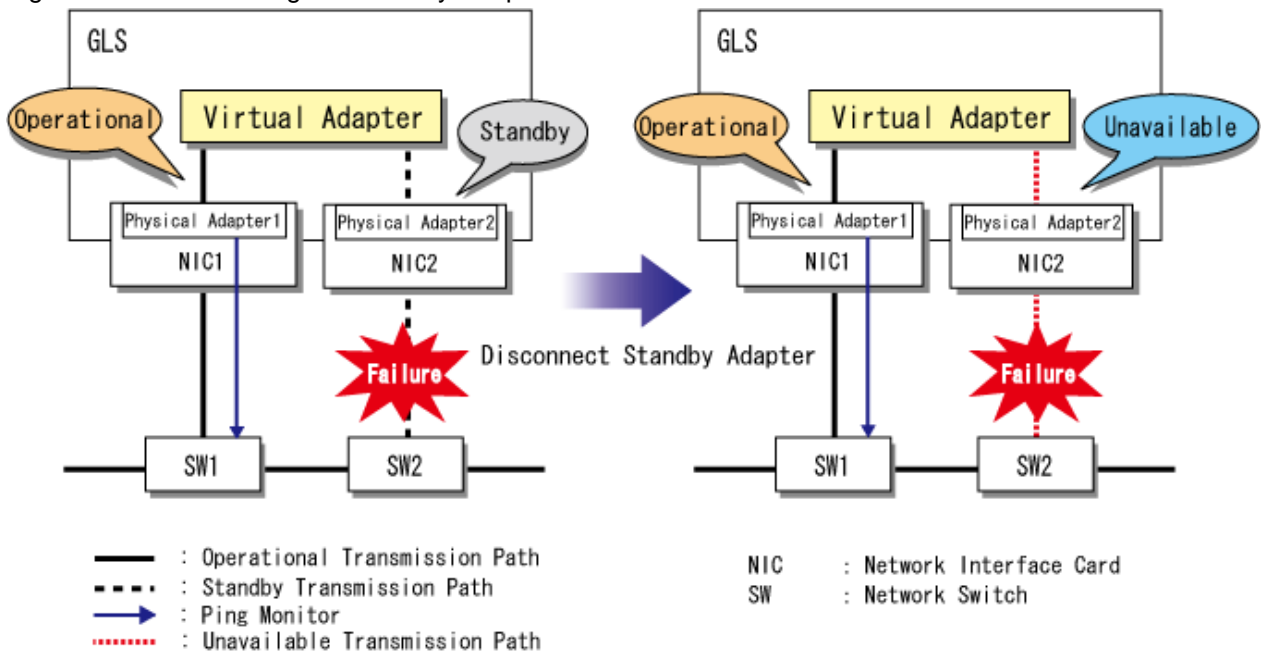 GLS
Operational
Virtual Adapter
Standby
Physical Adapter1
Physical Adapter2
NIC1
NIC2
Failure
SW1
SW2
Disconnect Standby Adapter
GLS
Operational
Virtual Adapter
Unavailable
Physical Adapter1
Physical Adapter2
NIC1
NIC2
Failure
SW1
SW2
: Operational Transmission Path
: Standby Transmission Path
: Ping Monitor
: Unavailable Transmission Path
NIC : Network Interface Card
SW : Network Switch